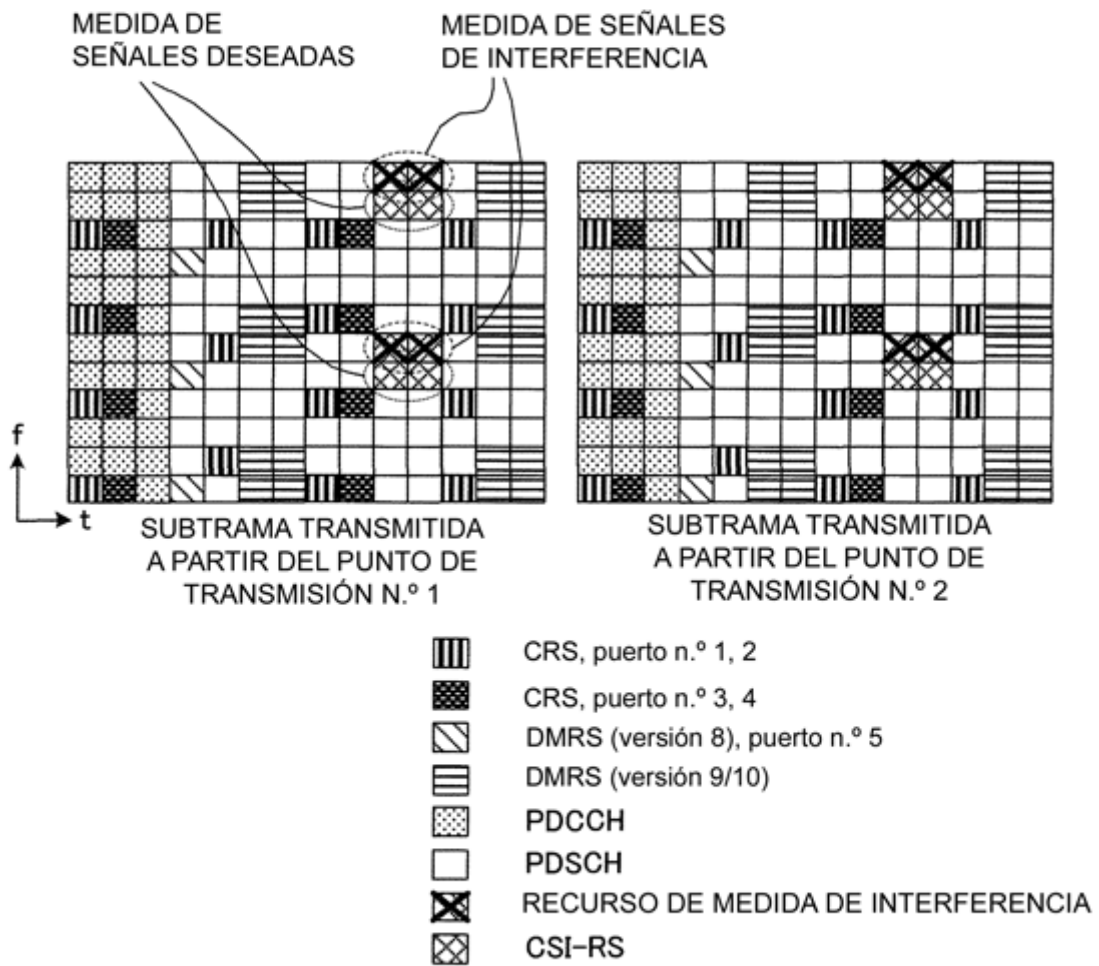 MEDIDA DE
SEÑALES DESEADAS
MEDIDA DE SEÑALES
DE INTERFERENCIA
f
t
SUBTRAMA TRANSMITIDA
A PARTIR DEL PUNTO DE
TRANSMISIÓN N.º 1
SUBTRAMA TRANSMITIDA
A PARTIR DEL PUNTO DE
TRANSMISIÓN N.º 2
CRS, puerto n.º 1, 2
CRS, puerto n.º 3, 4
DMRS (versión 8), puerto n.º 5
DMRS (versión 9/10)
PDCCH
PDSCH
RECURSO DE MEDIDA DE INTERFERENCIA
CSI-RS